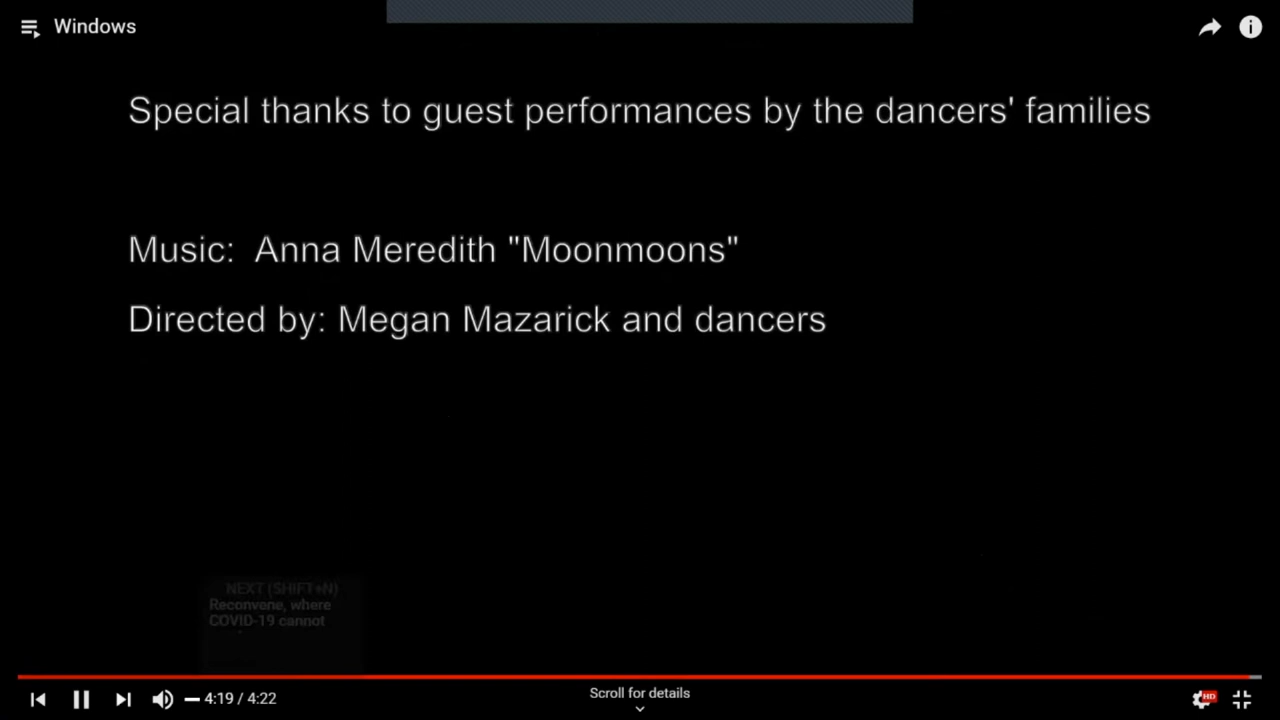 Windows
Special thanks to guest performances by the dancers' families
Music: Anna Meredith "Moonmoons"
Directed by: Megan Mazarick and dancers
NEXT (SHIFT+N)
Reconvene, where
COVID-19 cannot
4:19 / 4:22
Scroll for details
HD